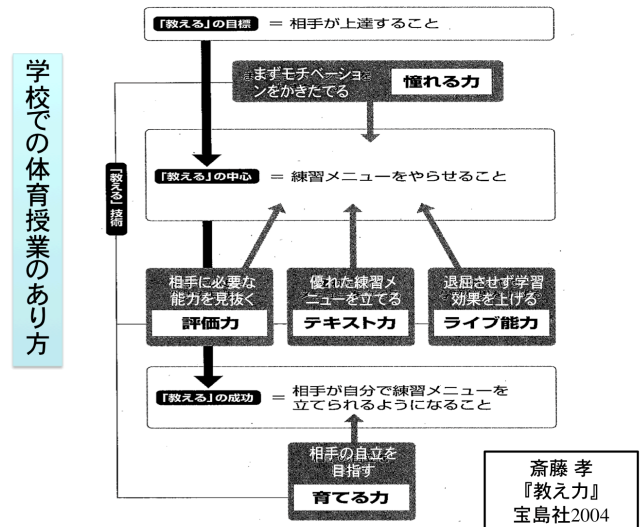 学校での体育授業のあり方
「教える」の目標 = 相手が上達すること
まずモチベーショ
ンをかきたてる
憧れる力
「教える」技術
「教える」の中心 = 練習メニューをやらせること
相手に必要な
能力を見抜く
評価力
優れた練習メ
ニューを立てる
テキスト力
退屈させず学習
効果を上げる
ライブ能力
「教える」の成功 = 相手が自分で練習メニューを
立てられるようになること
相手の自立を
目指す
育てる力
斎藤 孝
『教え力』
宝島社2004